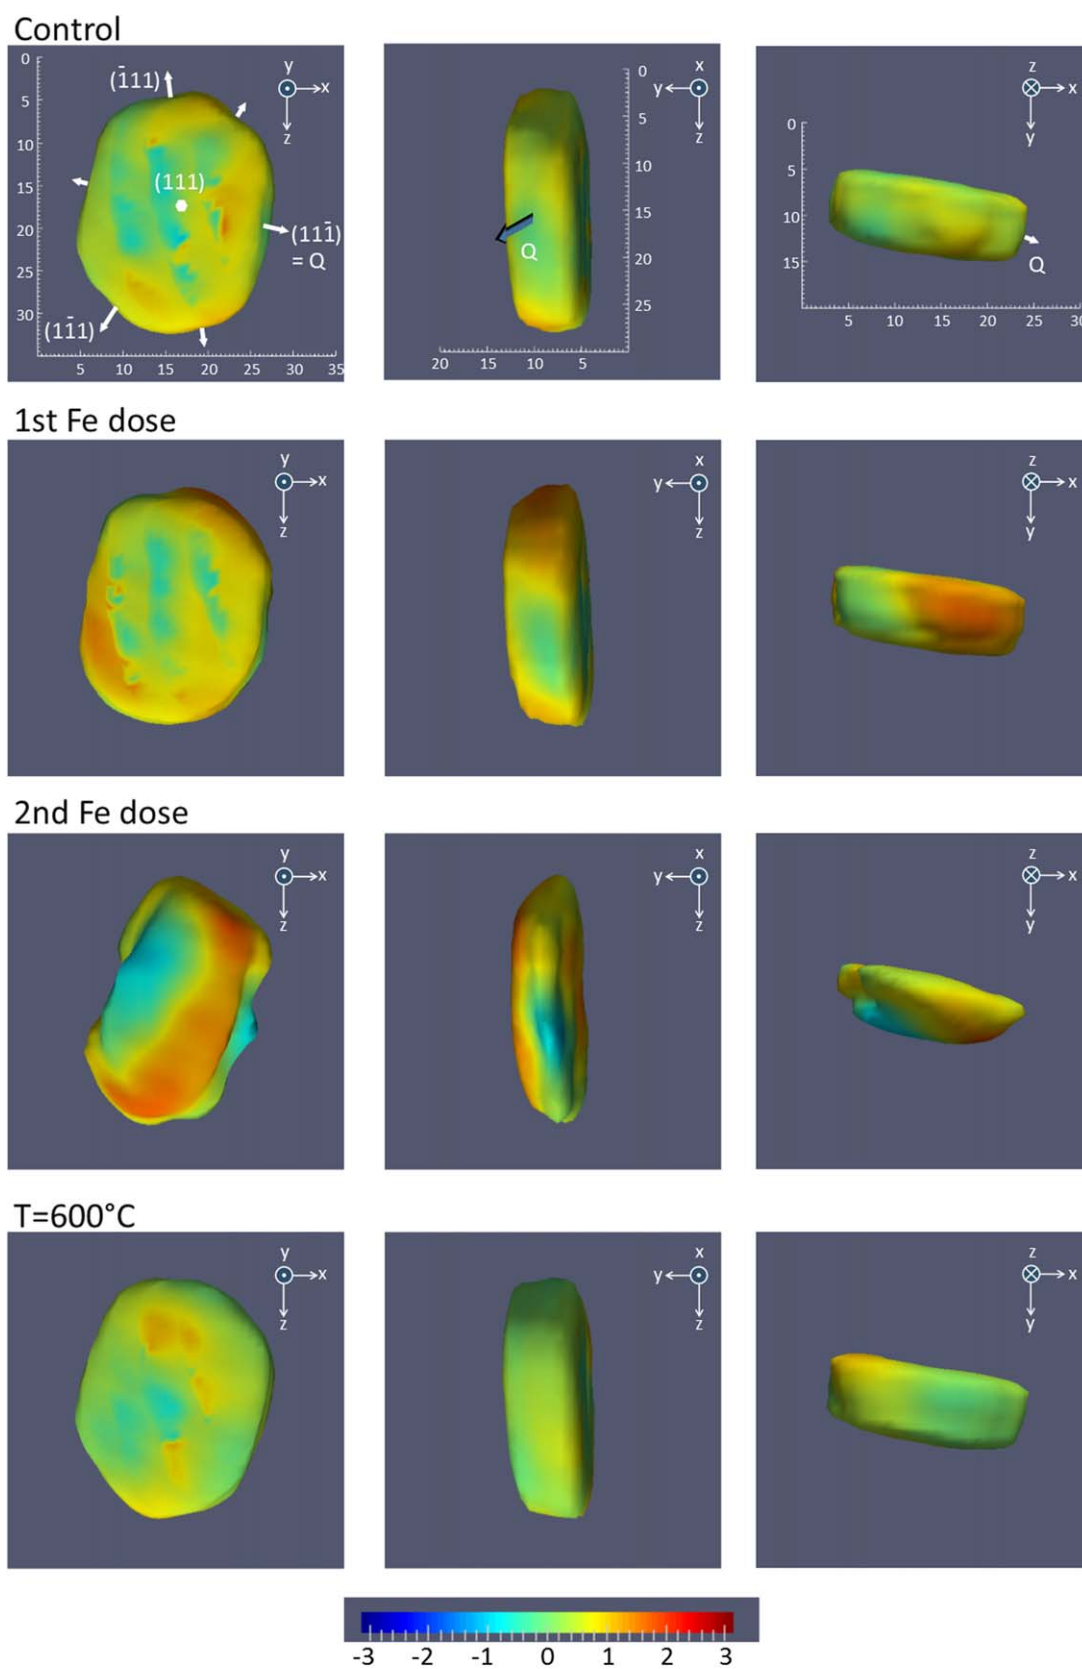 Control
0
5
10
15
20
25
30
5 10 15 20 25 30 35
(1̄11)
(111)
(111̄)
= Q
(11̄1)
y
x
z
x
y
z
0
5
10
15
20
25
20 15 10 5
Q
z
x
y
0
5
10
15
5 10 15 20 25 30
Q
1st Fe dose
y
x
z
x
y
z
z
x
y
2nd Fe dose
y
x
z
x
y
z
z
x
y
T=600°C
y
x
z
x
y
z
z
x
y
-3 -2 -1 0 1 2 3